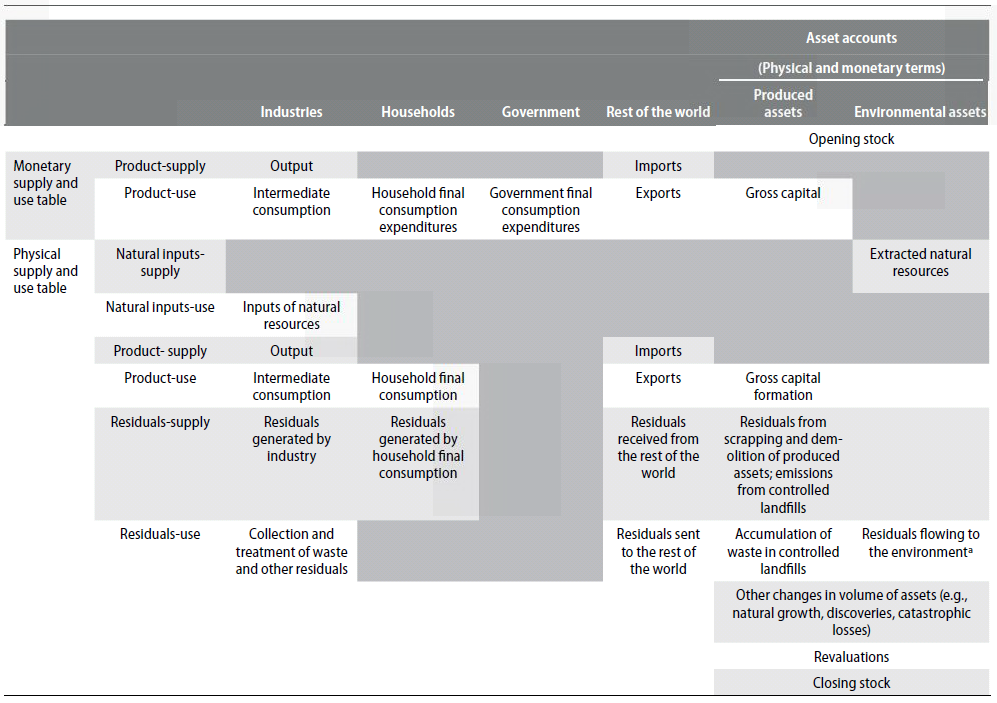 Asset accounts
(Physical and monetary terms)
Industries Households Government Rest of the world Produced assets Environmental assets
Opening stock
Monetary supply and use table
Product-supply Output Imports
Product-use Intermediate consumption Household final consumption expenditures Government final consumption expenditures Exports Gross capital
Physical supply and use table
Natural inputs-supply Extracted natural resources
Natural inputs-use Inputs of natural resources
Product- supply Output Imports
Product-use Intermediate consumption Household final consumption Exports Gross capital formation
Residuals-supply Residuals generated by industry Residuals generated by household final consumption Residuals received from the rest of the world Residuals from scrapping and dem-olition of produced assets; emissions from controlled landfills
Residuals-use Collection and treatment of waste and other residuals Residuals sent to the rest of the world Accumulation of waste in controlled landfills Residuals flowing to the environmentᵃ
Other changes in volume of assets (e.g., natural growth, discoveries, catastrophic losses)
Revaluations
Closing stock